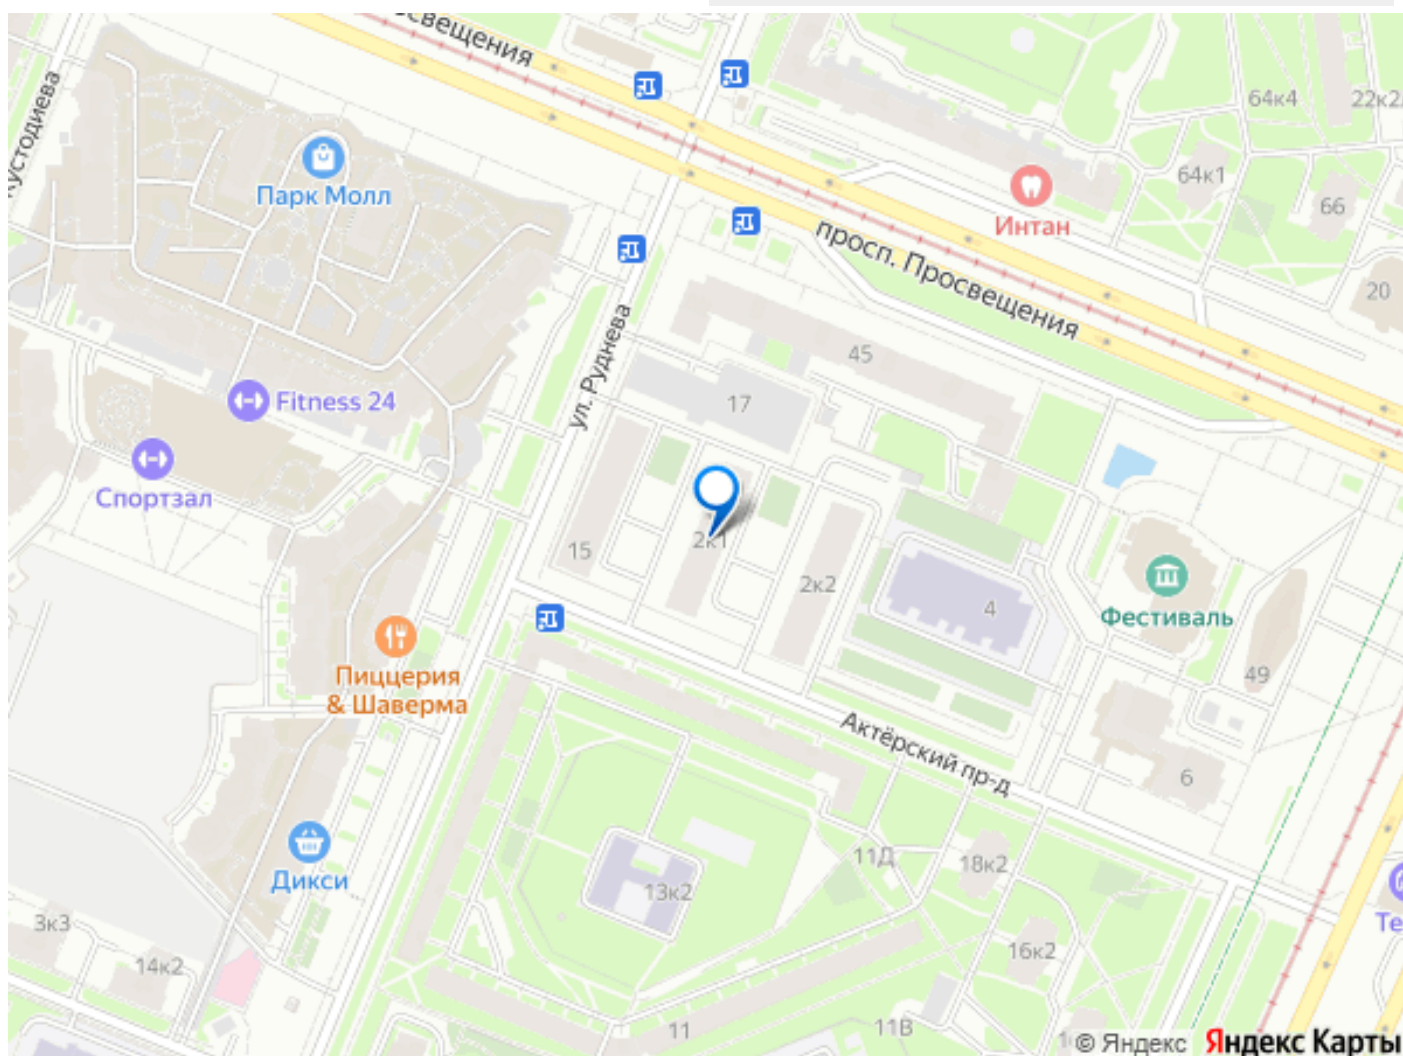 Просвещения
Кустодиева
64к4
22к2
Парк Молл
64к1
66
Интан
просп. Просвещения
20
ул. Руднева
45
17
Fitness 24
Спортзал
2к1
15
2к2
4
Фестиваль
49
Пиццерия
& Шаверма
Актёрский пр-д
6
11Д
18к2
Дикси
13к2
3к3
14к2
16к2
11
11В
© Яндекс
Яндекс Карты